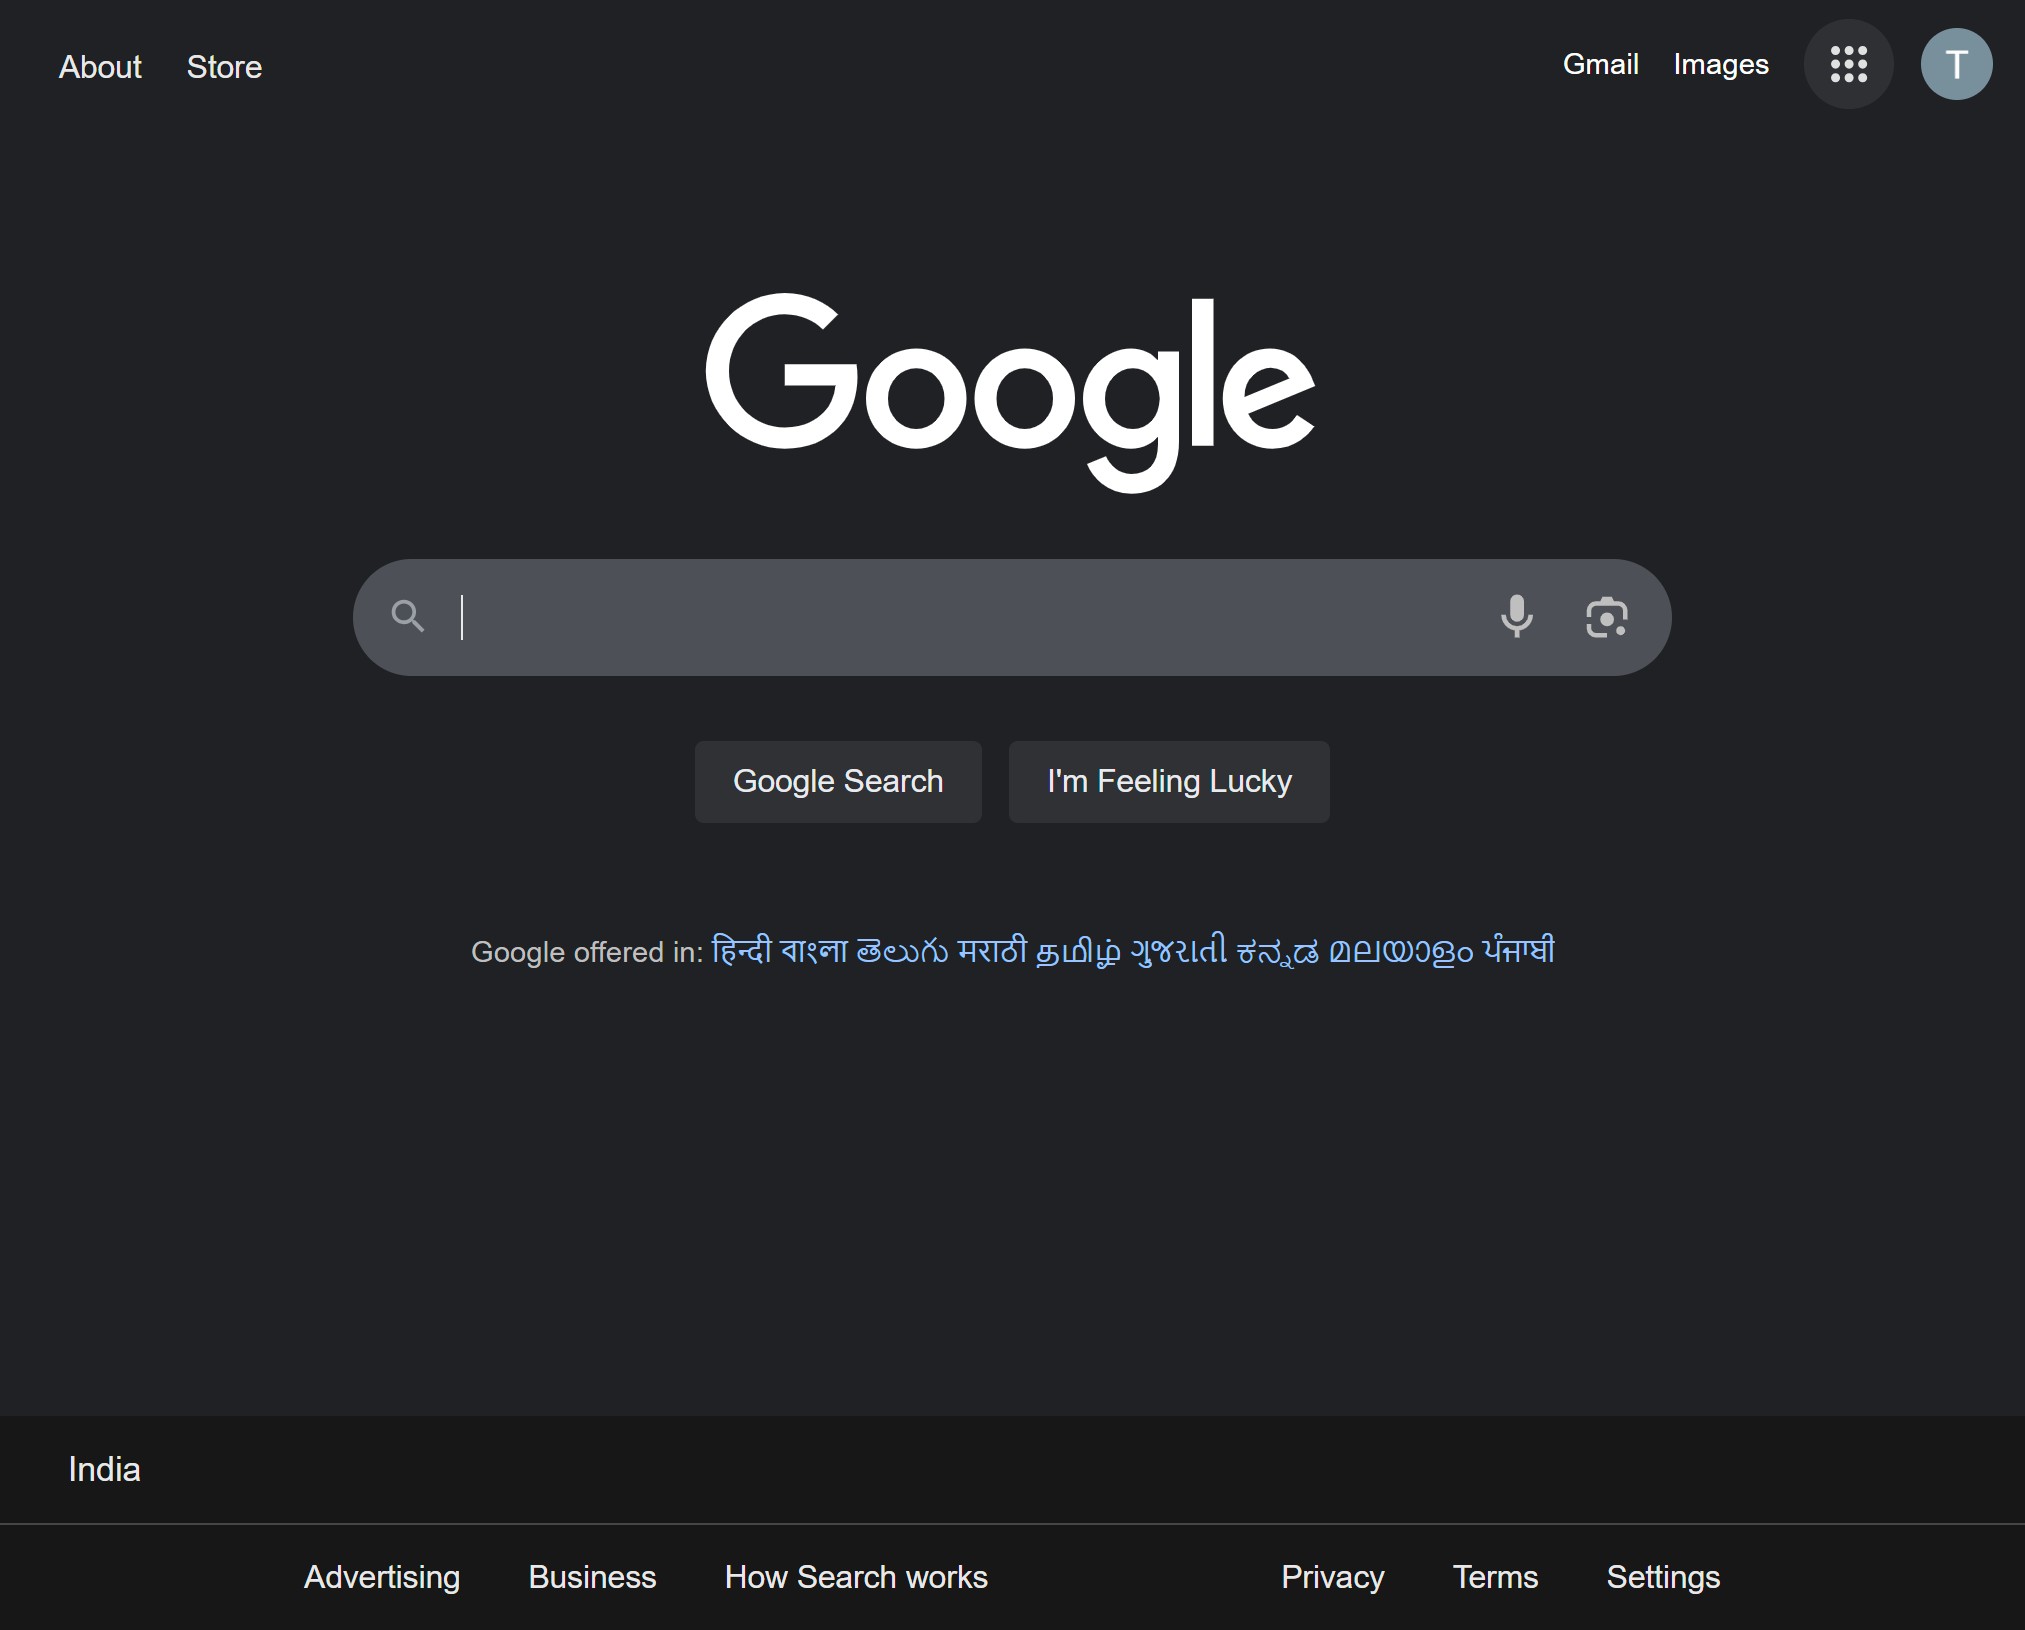 About Store Gmail Images T
Google
Google Search I'm Feeling Lucky
Google offered in: हिन्दी বাংলা తెలుగు मराठी தமிழ் ગુજરાતી ಕನ್ನಡ മലയാളം ਪੰਜਾਬੀ
India
Advertising Business How Search works Privacy Terms Settings